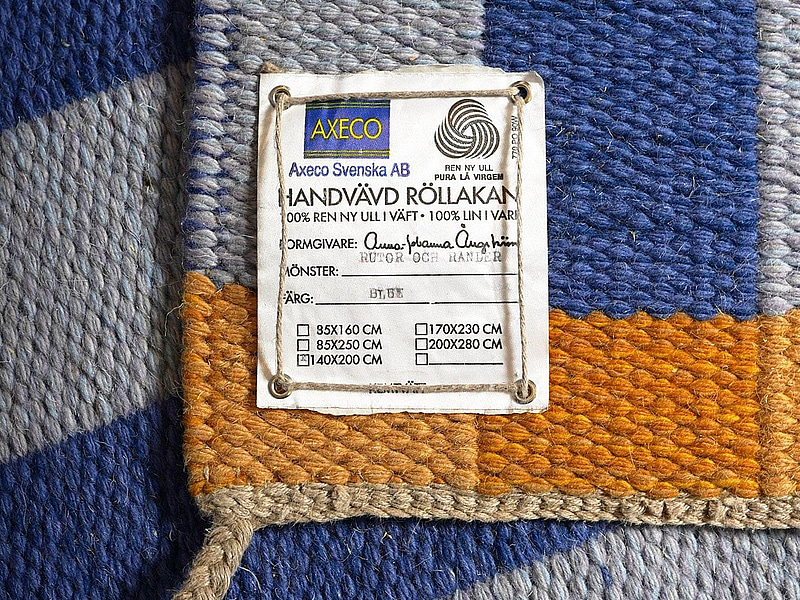 AXECO
Axeco Svenska AB
REN NY ULL
PURA LÃ VIRGEM
HANDVÄVD RÖLLAKAN
100% REN NY ULL I VÄFT • 100% LIN I VARP
FORMGIVARE: Anna-Johanna Ångström
RUTOR OCH RÄNDER
MÖNSTER:
FÄRG:
85X160 CM
170X230 CM
85X250 CM
200X280 CM
140X200 CM
KEMTVÄTT